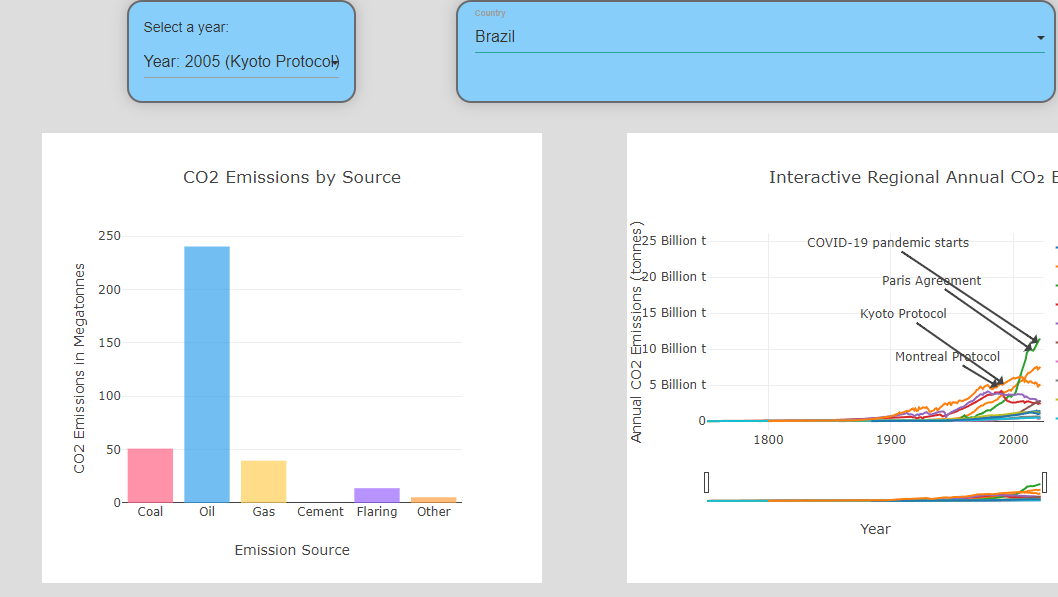 Select a year:
Year: 2005 (Kyoto Protocol)
Country
Brazil
CO2 Emissions by Source
CO2 Emissions in Megatonnes
250
200
150
100
50
0
Coal Oil Gas Cement Flaring Other
Emission Source
Interactive Regional Annual CO₂ E
Annual CO2 Emissions (tonnes)
25 Billion t
20 Billion t
15 Billion t
10 Billion t
5 Billion t
0
COVID-19 pandemic starts
Paris Agreement
Kyoto Protocol
Montreal Protocol
1800 1900 2000
Year